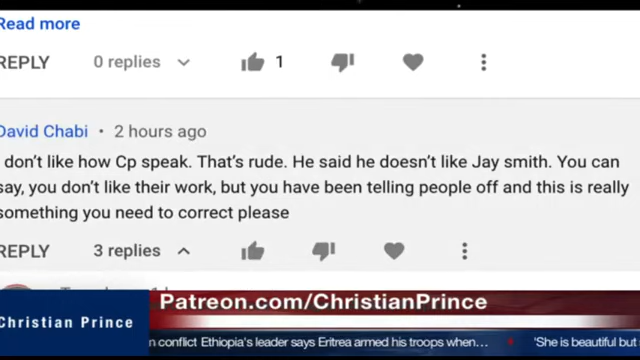 Read more
REPLY 0 replies 1
David Chabi • 2 hours ago
don't like how Cp speak. That's rude. He said he doesn't like Jay smith. You can
say, you don't like their work, but you have been telling people off and this is really
something you need to correct please
REPLY 3 replies
Patreon.com/ChristianPrince
Christian Prince
conflict Ethiopia's leader says Eritrea armed his troops when... 'She is beautiful but